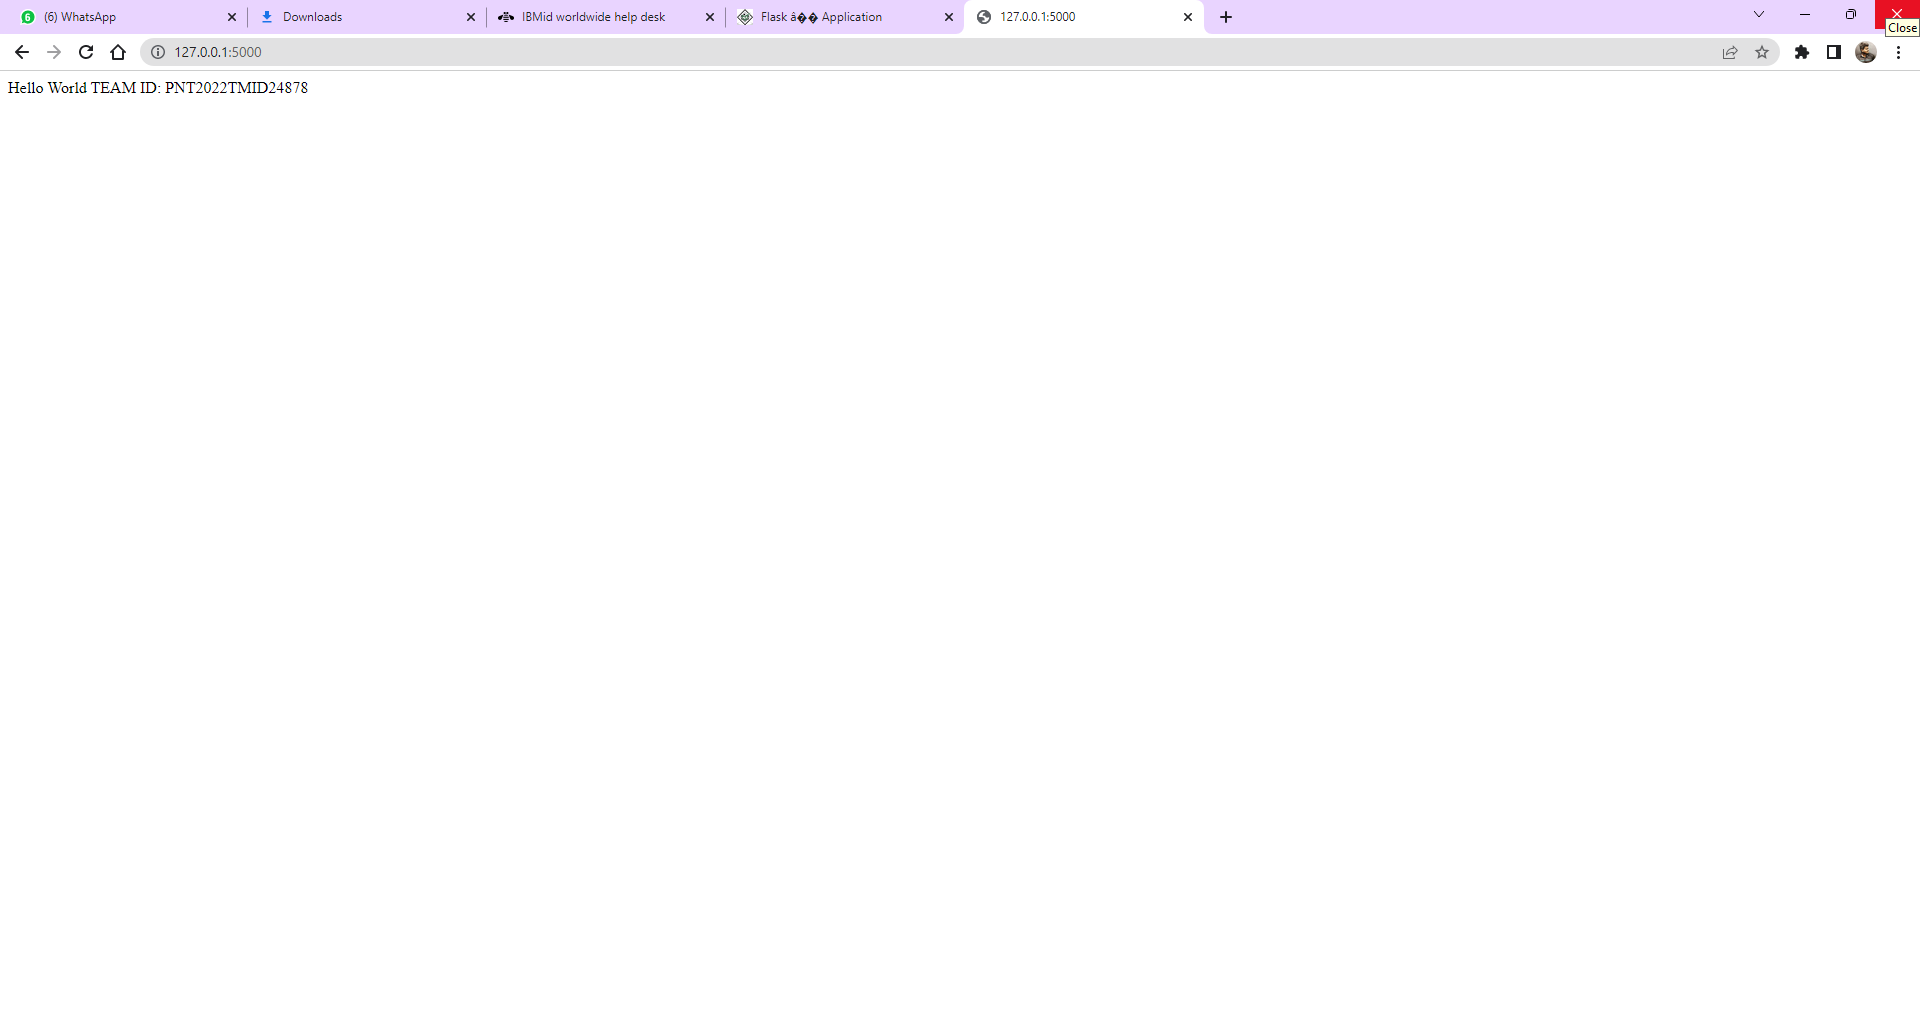 6 (6) WhatsApp
Downloads
IBMid worldwide help desk
Flask â�� Application
127.0.0.1:5000
Close
127.0.0.1:5000
Hello World TEAM ID: PNT2022TMID24878